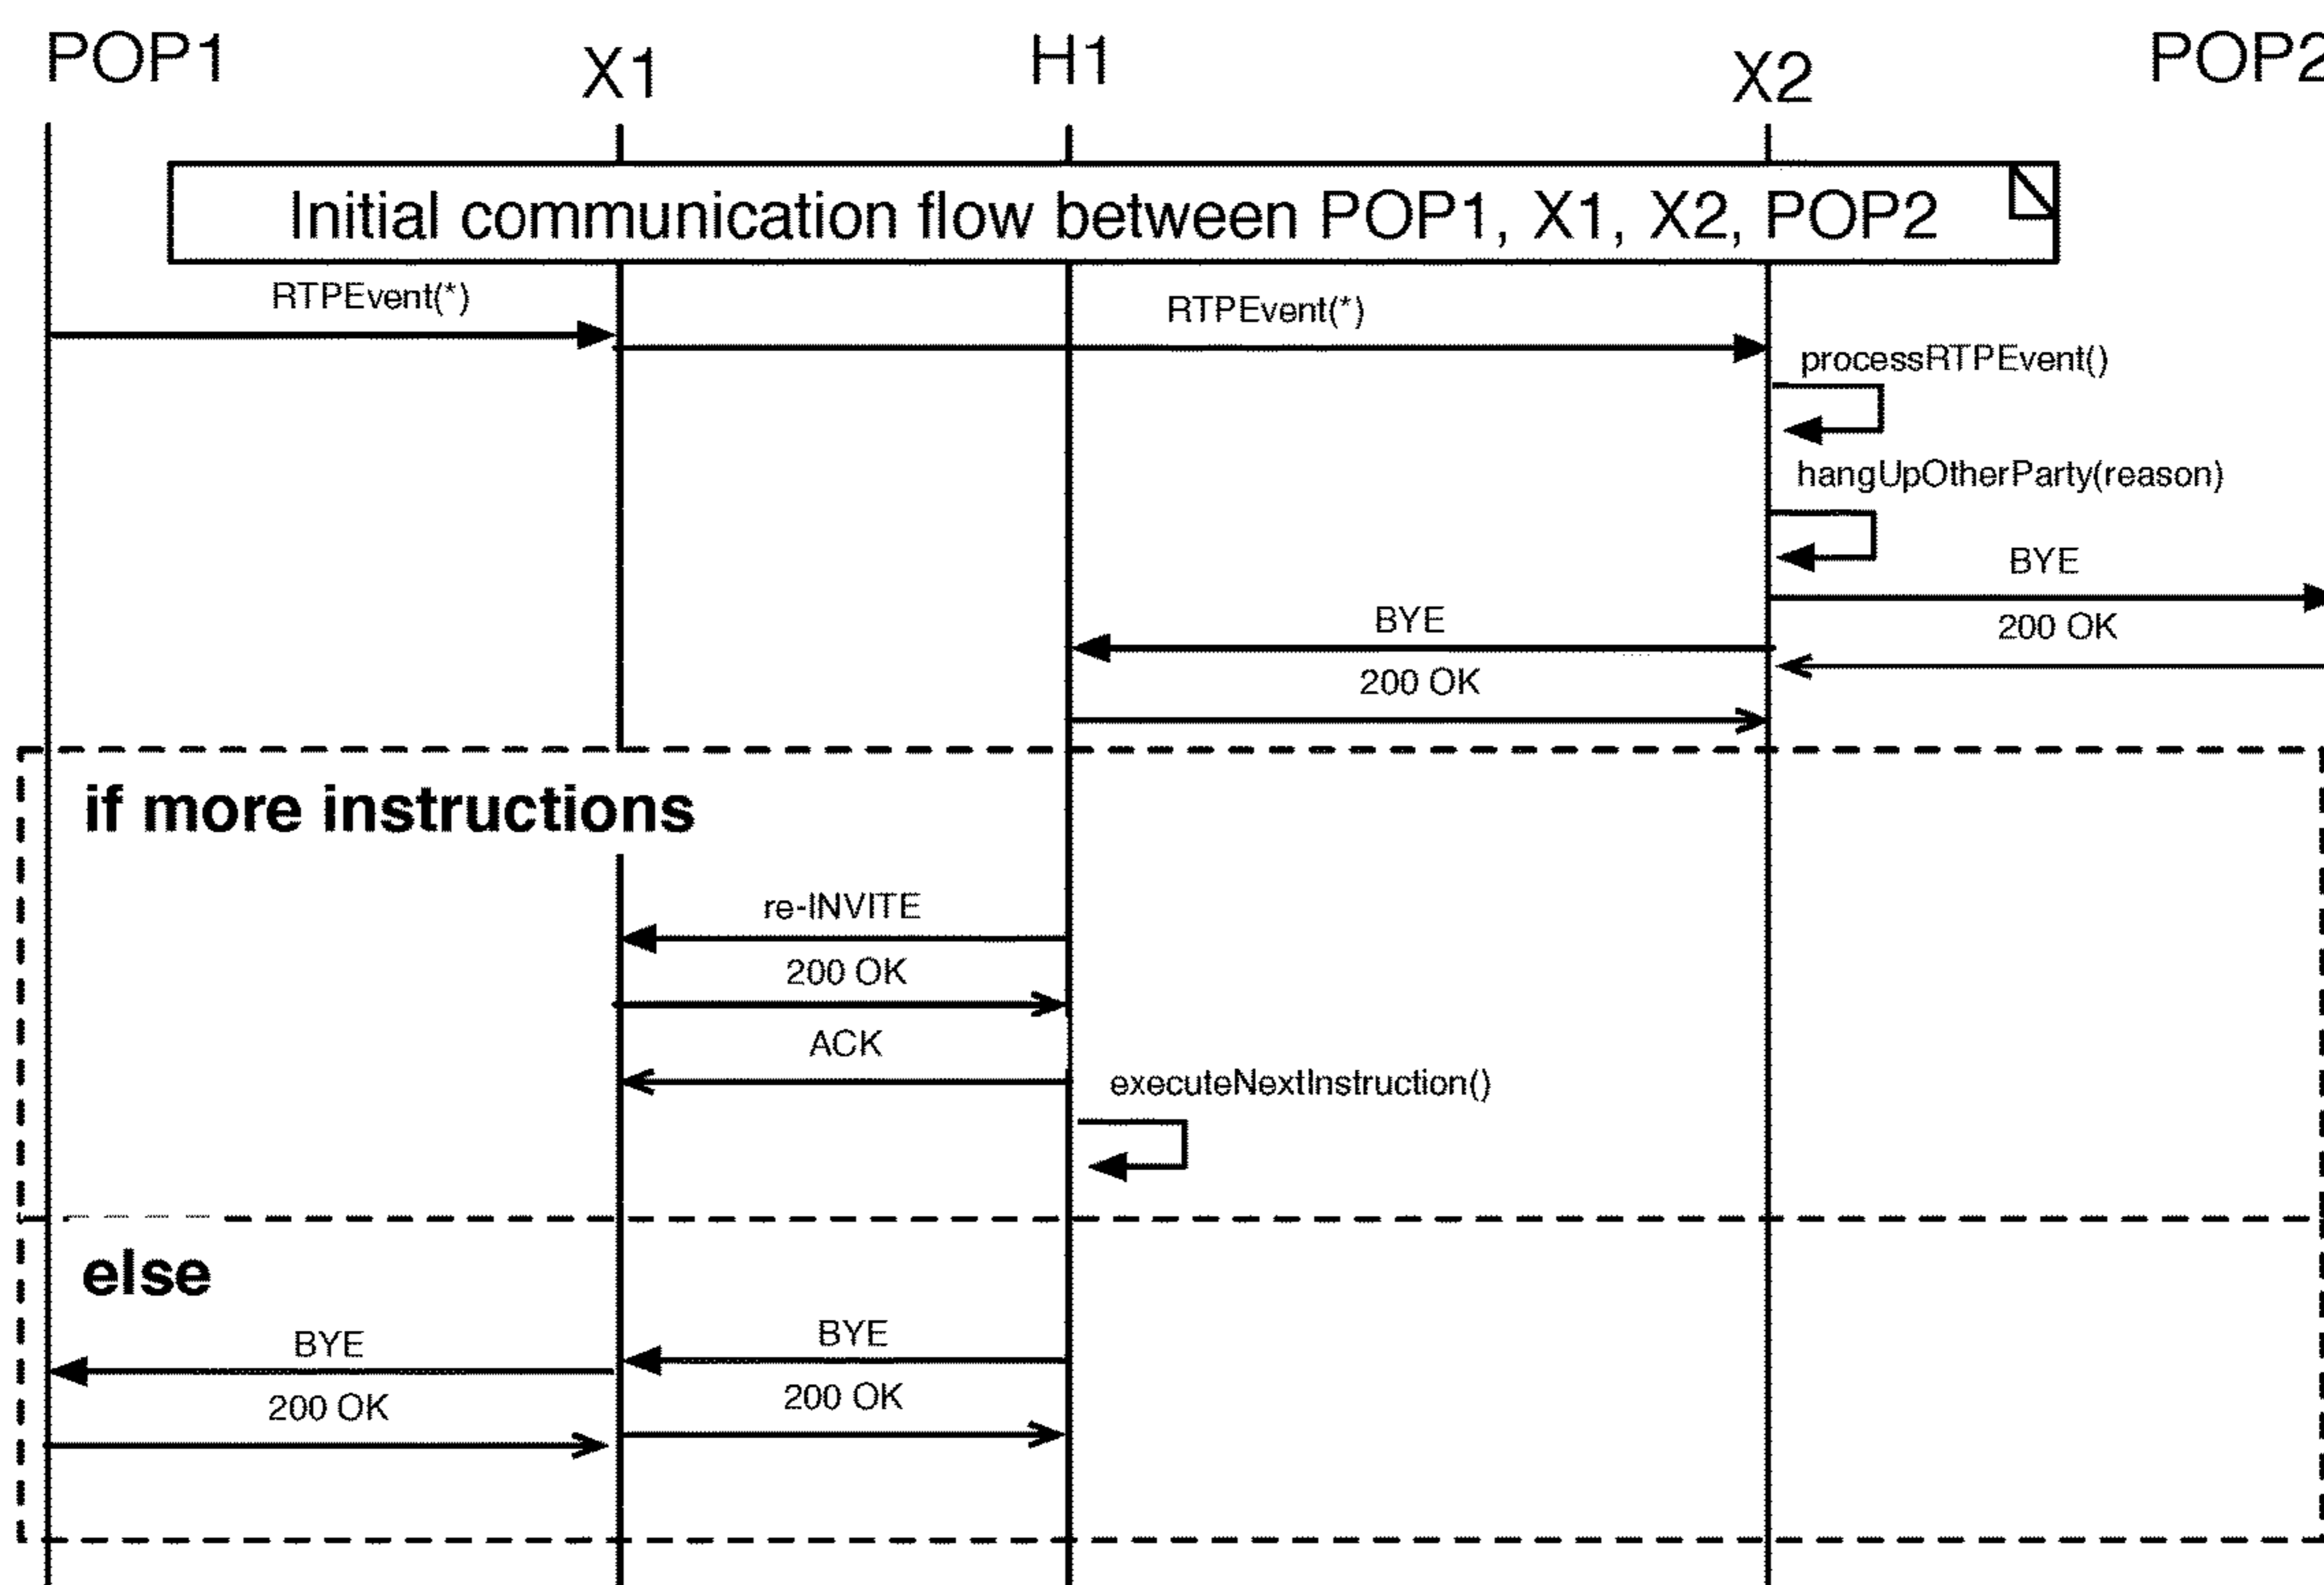 POP1
X1
H1
X2
POP2
Initial communication flow between POP1, X1, X2, POP2
RTPEvent(*)
RTPEvent(*)
processRTPEvent()
hangUpOtherParty(reason)
BYE
BYE
200 OK
200 OK
if more instructions
re-INVITE
200 OK
ACK
executeNextInstruction()
else
BYE
BYE
200 OK
200 OK